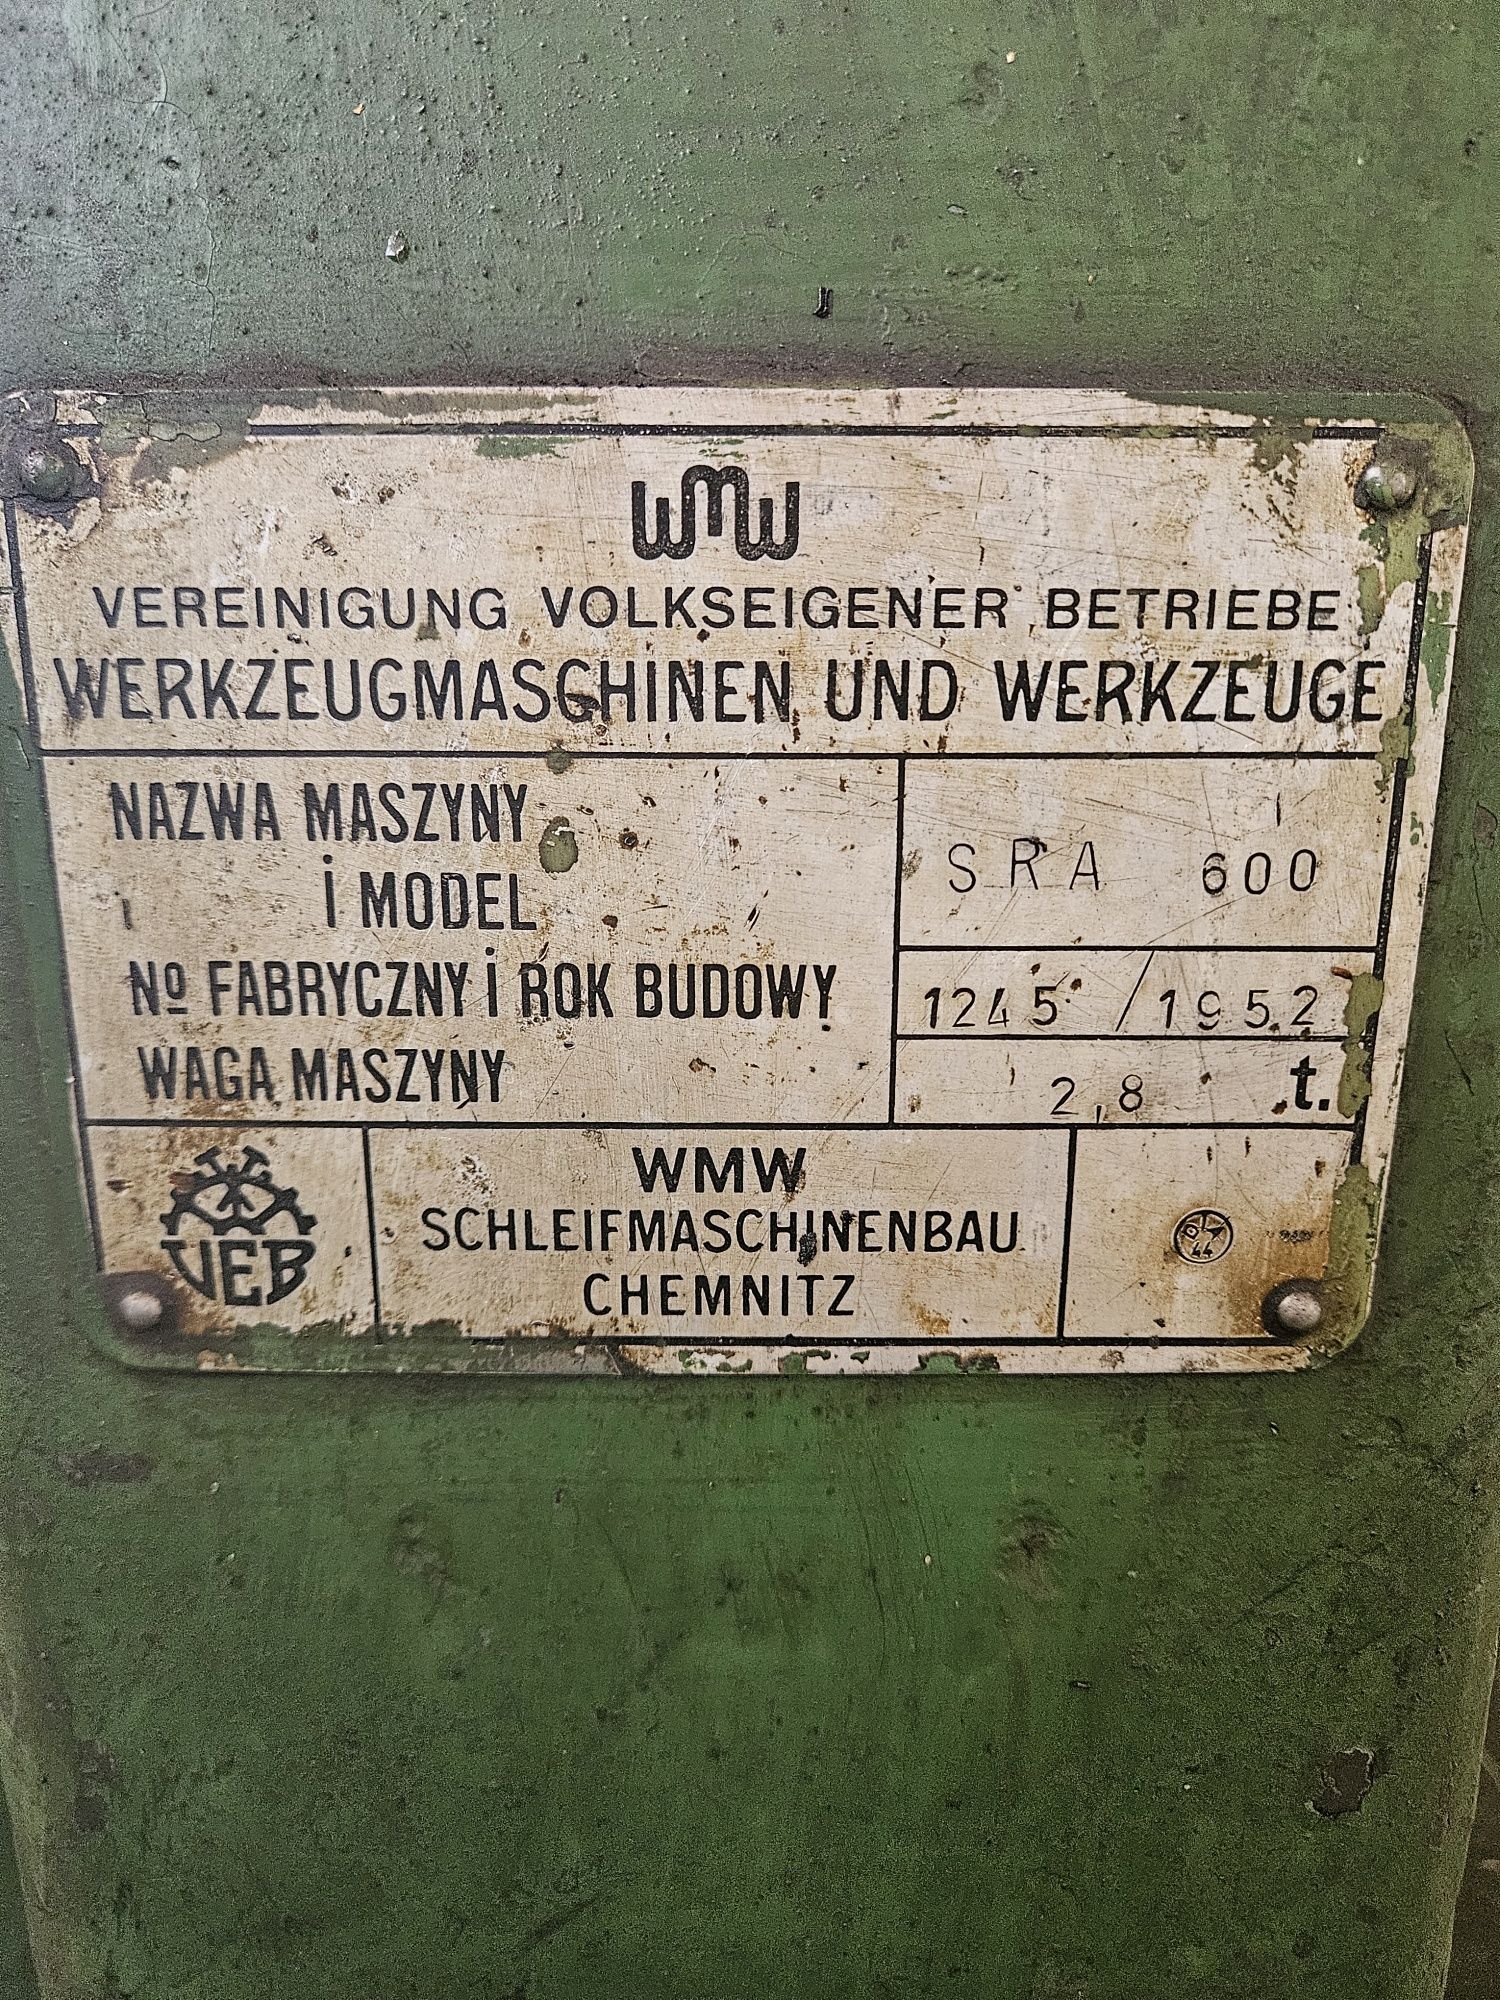 WMW
VEREINIGUNG VOLKSEIGENER BETRIEBE
WERKZEUGMASCHINEN UND WERKZEUGE
NAZWA MASZYNY
i MODEL
SRA 600
No FABRYCZNY i ROK BUDOWY
1245 / 1952
WAGA MASZYNY
2,8 t.
VEB
WMW
SCHLEIFMASCHINENBAU
CHEMNITZ
44